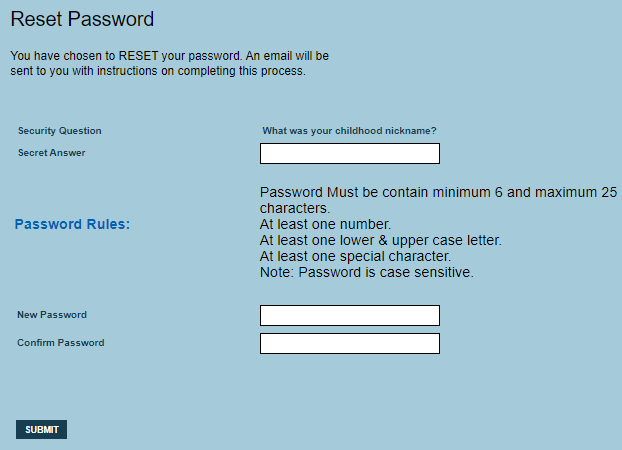 Reset Password
You have chosen to RESET your password. An email will be
sent to you with instructions on completing this process.
Security Question
What was your childhood nickname?
Secret Answer
Password Rules:
Password Must be contain minimum 6 and maximum 25
characters.
At least one number.
At least one lower & upper case letter.
At least one special character.
Note: Password is case sensitive.
New Password
Confirm Password
SUBMIT